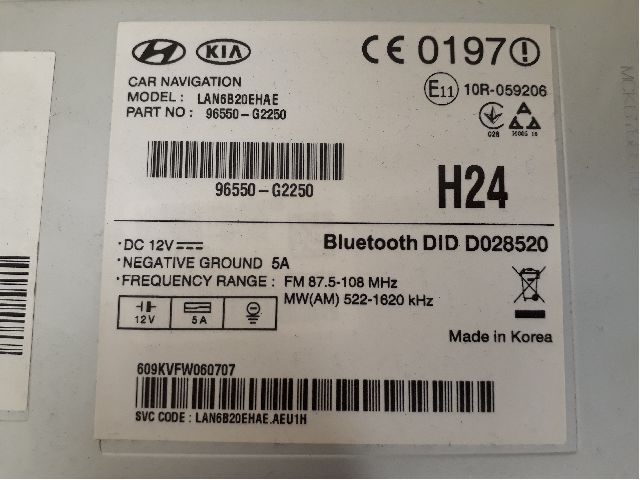 HYUNDAI KIA
CE 0197
CAR NAVIGATION
MODEL : LAN6B20EHAE
PART NO : 96550-G2250
E11 10R-059206
028
96550-G2250
H24
·DC 12V
Bluetooth DID D028520
·NEGATIVE GROUND 5A
·FREQUENCY RANGE : FM 87.5-108 MHz
MW(AM) 522-1620 kHz
12V 5A
Made in Korea
609KVFW060707
SVC CODE : LAN6B20EHAE.AEU1H